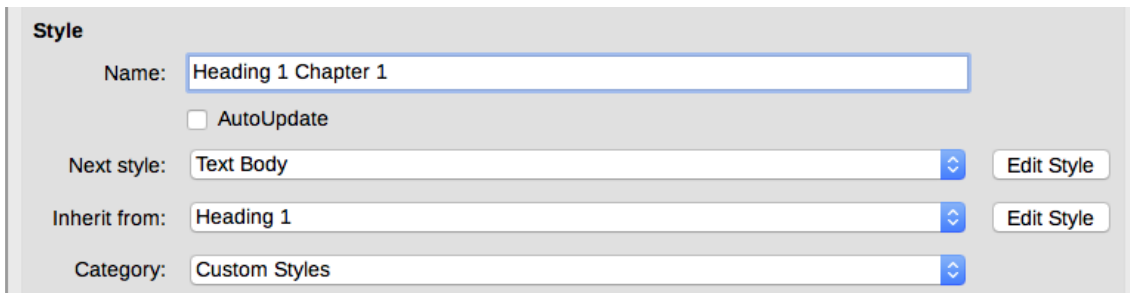 Style
Name: Heading 1 Chapter 1
AutoUpdate
Next style: Text Body Edit Style
Inherit from: Heading 1 Edit Style
Category: Custom Styles